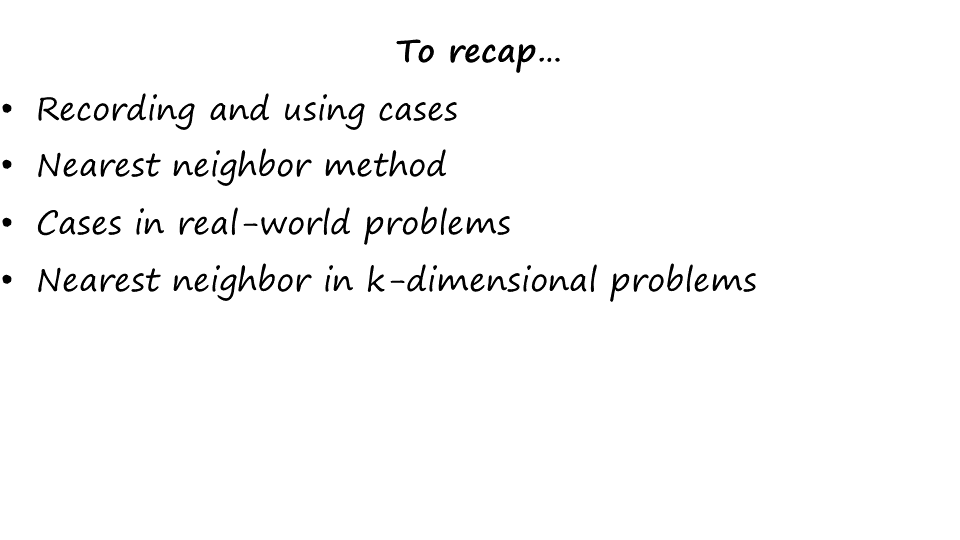 To recap...
• Recording and using cases
• Nearest neighbor method
• Cases in real-world problems
• Nearest neighbor in k-dimensional problems